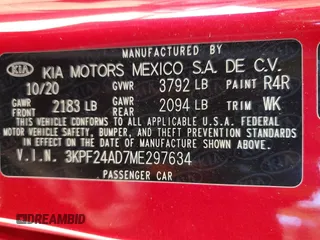 KIA KIA MOTORS MEXICO S.A. DE C.V.
10/20 GVWR 3792 LB PAINT R4R
GAWR FRONT 2183 LB GAWR REAR 2094 LB TRIM WK
THIS VEHICLE CONFORMS TO ALL APPLICABLE U.S. FEDERAL
MOTOR VEHICLE SAFETY, BUMPER, AND THEFT PREVENTION STANDARDS
IN EFFECT ON THE DATE OF MANUFACTURE SHOWN ABOVE.
V.I.N. 3KPF24AD7ME297634
PASSENGER CAR
DREAMBID